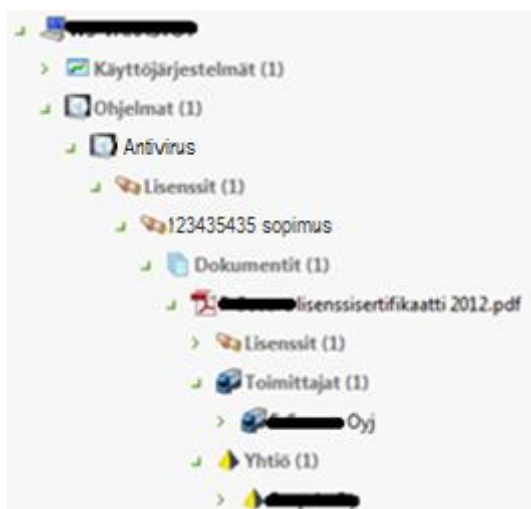 Käyttöjärjestelmät (1)
Ohjelmat (1)
Antivirus
Lisenssit (1)
123435435 sopimus
Dokumentit (1)
lisenssisertifikaatti 2012.pdf
Lisenssit (1)
Toimittajat (1)
Oyj
Yhtiö (1)